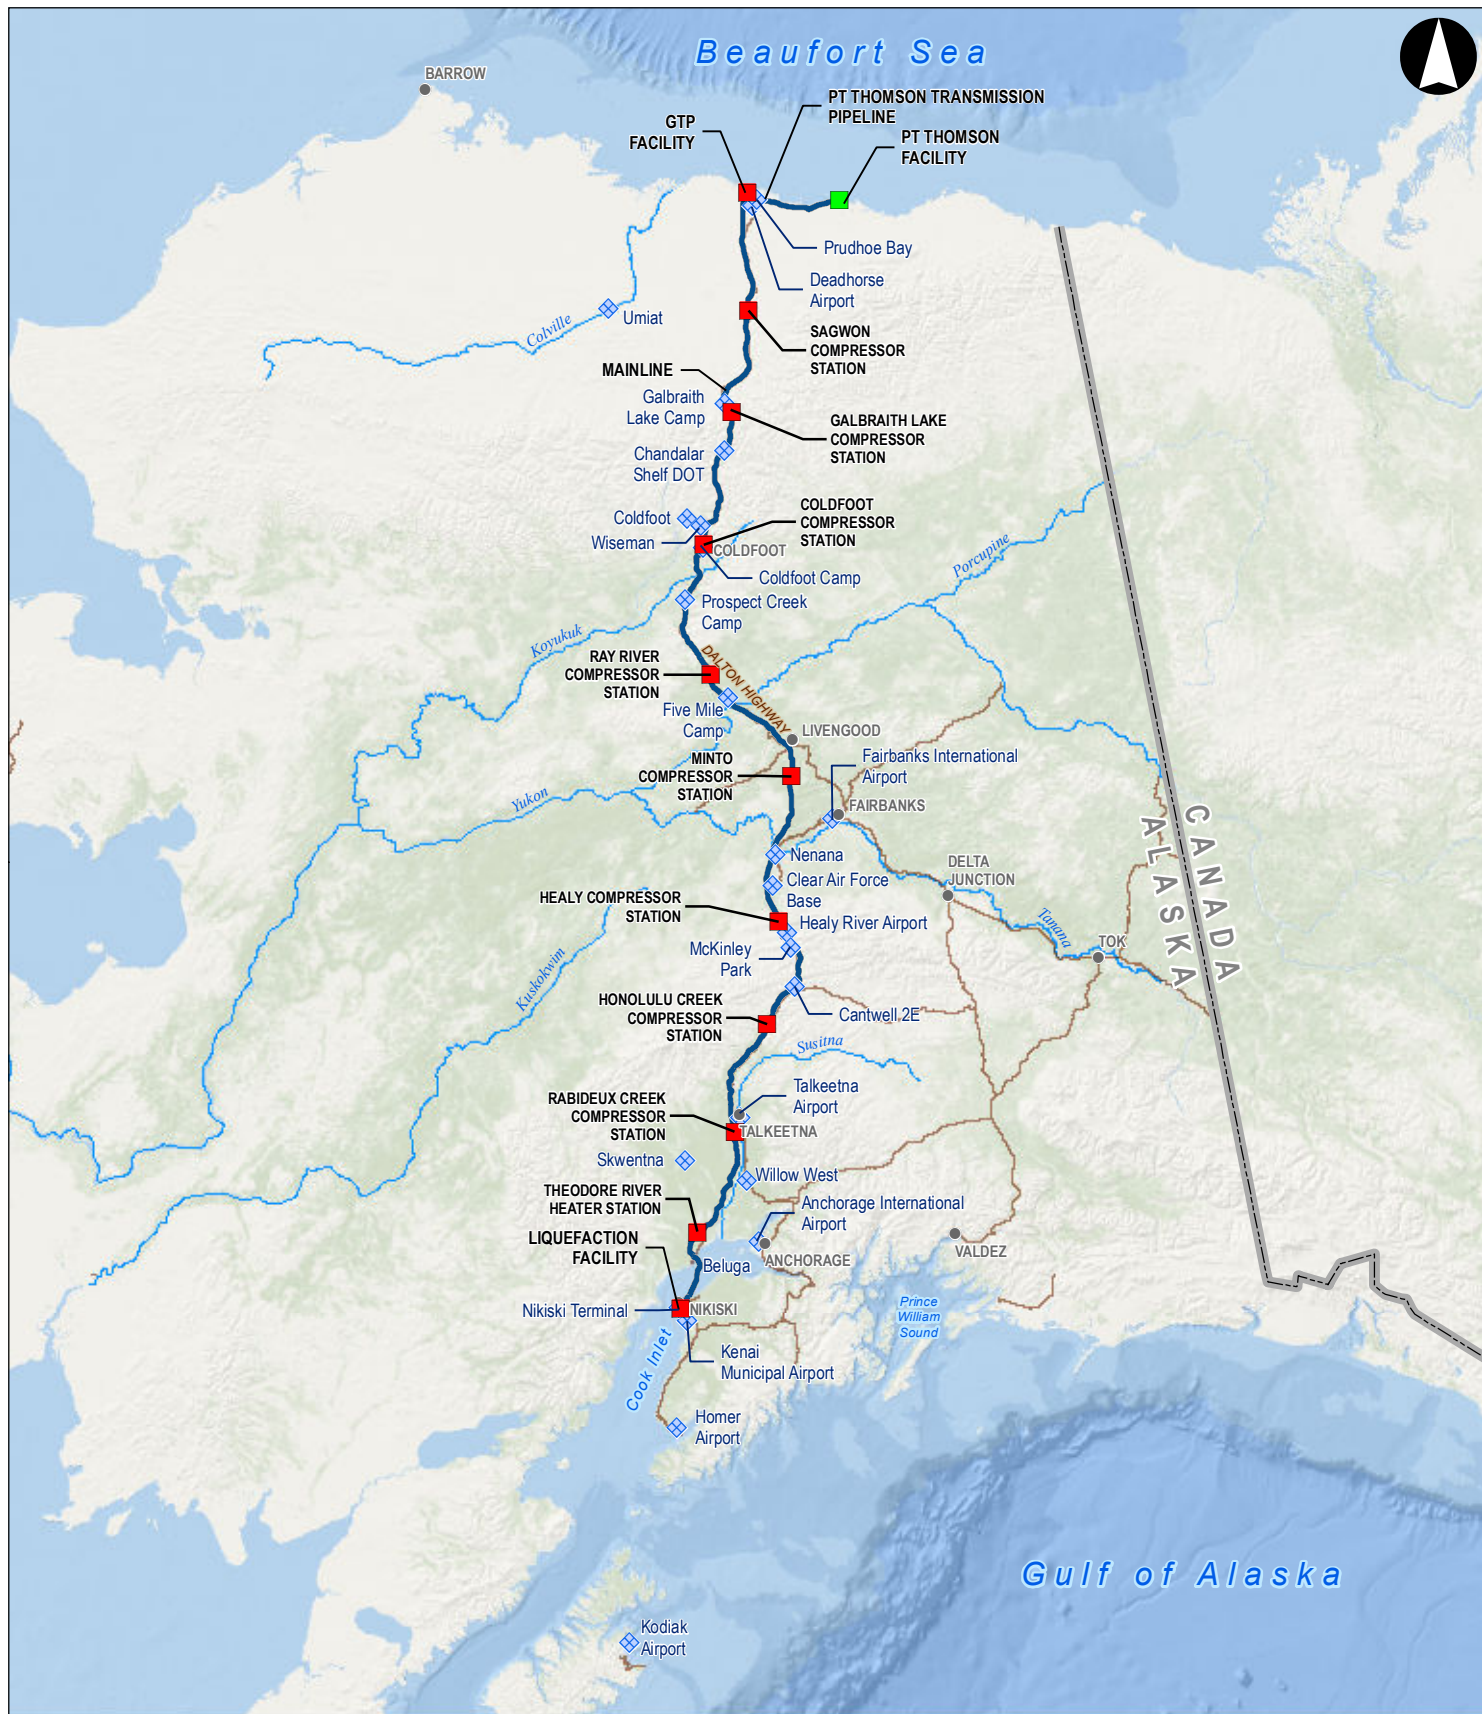 Beaufort Sea
BARROW
PT THOMSON TRANSMISSION
PIPELINE
GTP
FACILITY
PT THOMSON
FACILITY
Prudhoe Bay
Deadhorse
Airport
Umiat
Colville
SAGWON
COMPRESSOR
STATION
MAINLINE
Galbraith
Lake Camp
GALBRAITH LAKE
COMPRESSOR
STATION
Chandalar
Shelf DOT
COLDFOOT
COMPRESSOR
STATION
Coldfoot
Wiseman
COLDFOOT
Porcupine
Coldfoot Camp
Prospect Creek
Camp
Koyukuk
RAY RIVER
COMPRESSOR
STATION
DALTON HIGHWAY
Five Mile
Camp
LIVENGOOD
MINTO
COMPRESSOR
STATION
Fairbanks International
Airport
Yukon
FAIRBANKS
CANADA
ALASKA
Nenana
DELTA
JUNCTION
Clear Air Force
Base
HEALY COMPRESSOR
STATION
Healy River Airport
Tanana
TOK
McKinley
Park
Kuskokwim
HONOLULU CREEK
COMPRESSOR
STATION
Cantwell 2E
Susitna
Talkeetna
Airport
RABIDEUX CREEK
COMPRESSOR
STATION
TALKEETNA
Skwentna
Willow West
THEODORE RIVER
HEATER STATION
Anchorage International
Airport
LIQUEFACTION
FACILITY
ANCHORAGE
VALDEZ
Beluga
Nikiski Terminal
NIKISKI
Prince
William
Sound
Cook Inlet
Kenai
Municipal Airport
Homer
Airport
Gulf of Alaska
Kodiak
Airport